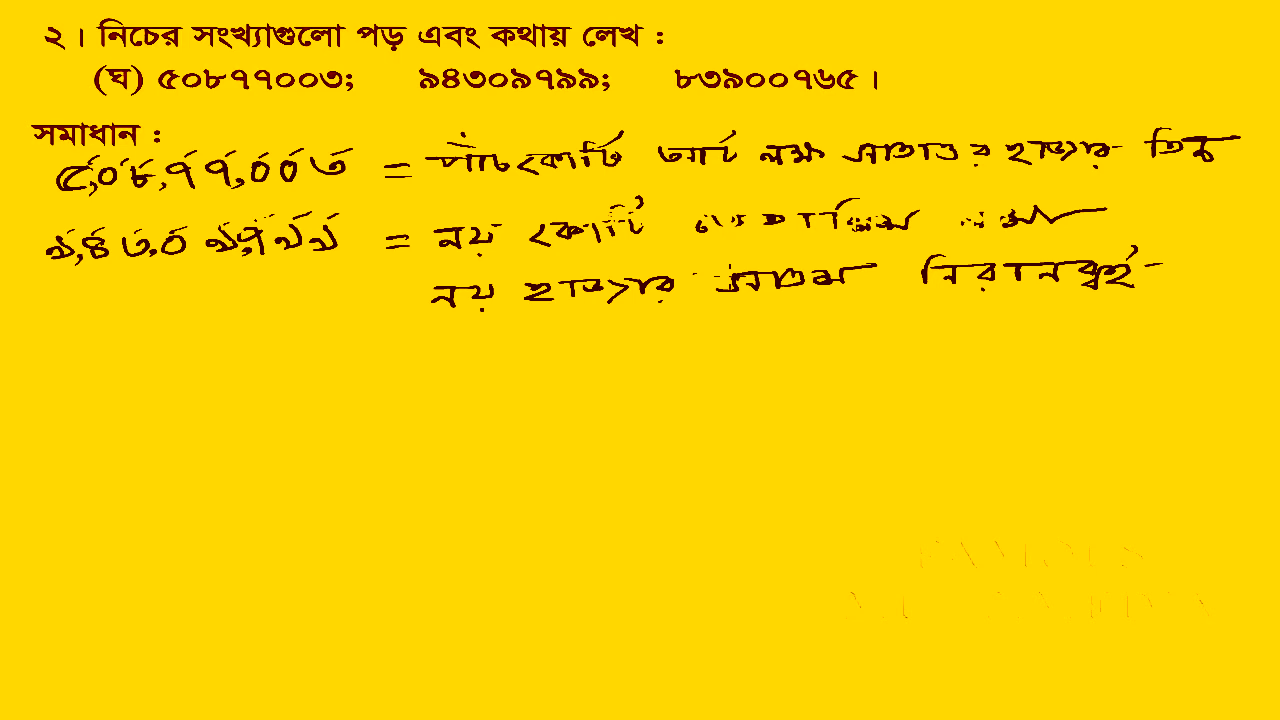 ২। নিচের সংখ্যাগুলো পড় এবং কথায় লেখ :
(ঘ) ৫০৮৭৭০০৩; ৯৪৩০৯৭৯৯; ৮৩৯০০৭৬৫।
সমাধান :
৫,০৮,৭৭,০০৩ = পাঁচ কোটি আট লক্ষ সাতাত্তর হাজার তিন
৯,৪৩,০৯,৭৯৯ = নয় কোটি লক্ষ
নয় হাজার সাতশ নিরানব্বই